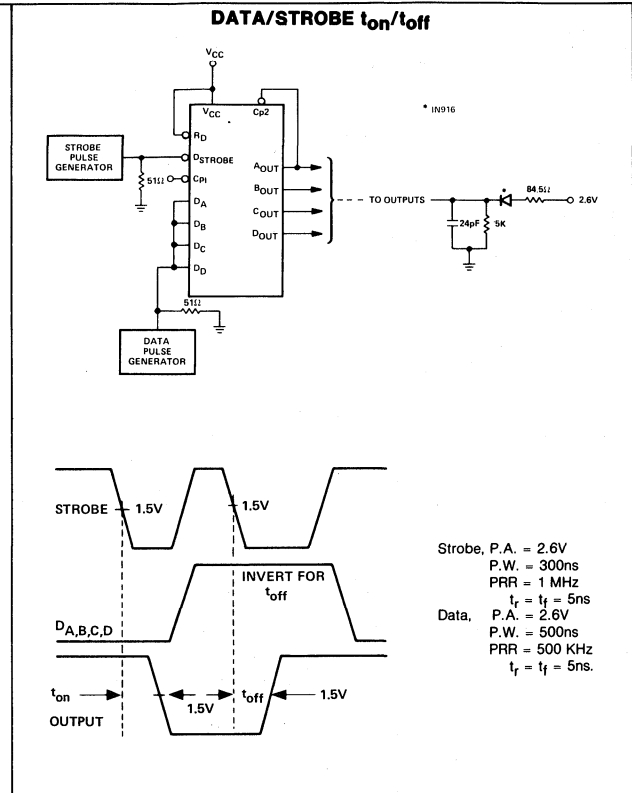 DATA/STROBE ton/toff
VCC
VCC
Cp2
* IN916
RD
STROBE
PULSE
GENERATOR
DSTROBE
51Ω
CPI
AOUT
BOUT
COUT
DOUT
DA
DB
DC
DD
TO OUTPUTS
*
84.5Ω
2.6V
24pF
5K
51Ω
DATA
PULSE
GENERATOR
STROBE
1.5V
1.5V
INVERT FOR
toff
DA,B,C,D
ton
1.5V
toff
1.5V
OUTPUT
Strobe, P.A. = 2.6V
P.W. = 300ns
PRR = 1 MHz
tr = tf = 5ns
Data, P.A. = 2.6V
P.W. = 500ns
PRR = 500 KHz
tr = tf = 5ns.